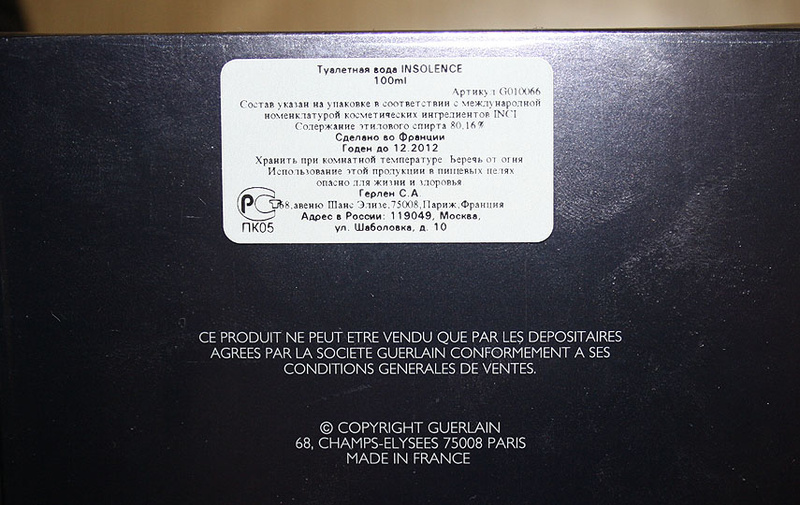 Туалетная вода INSOLENCE
100ml
Артикул G010066
Состав указан на упаковке в соответствии с международной
номенклатурой косметических ингредиентов INCI
Содержание этилового спирта 80,16%
Сделано во Франции
Годен до 12.2012
Хранить при комнатной температуре Беречь от огня
Использование этой продукции в пищевых целях
опасно для жизни и здоровья
Герлен С.А
68,авеню Шанс Элизе,75008,Париж,Франция
Адрес в России: 119049, Москва,
ул. Шаболовка, д. 10
РСТ
ПК05
CE PRODUIT NE PEUT ETRE VENDU QUE PAR LES DEPOSITAIRES
AGREES PAR LA SOCIETE GUERLAIN CONFORMEMENT A SES
CONDITIONS GENERALES DE VENTES.
© COPYRIGHT GUERLAIN
68, CHAMPS-ELYSEES 75008 PARIS
MADE IN FRANCE